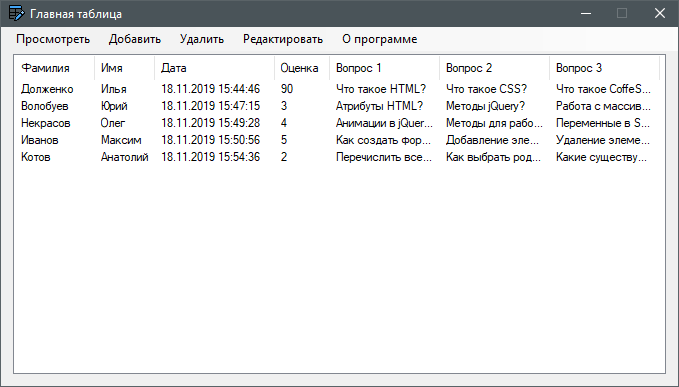 Главная таблица
Просмотреть Добавить Удалить Редактировать О программе
Фамилия Имя Дата Оценка Вопрос 1 Вопрос 2 Вопрос 3
Долженко Илья 18.11.2019 15:44:46 90 Что такое HTML? Что такое CSS? Что такое CoffeS...
Волобуев Юрий 18.11.2019 15:47:15 3 Атрибуты HTML? Методы jQuery? Работа с массив...
Некрасов Олег 18.11.2019 15:49:28 4 Анимации в jQuer... Методы для рабо... Переменные в S...
Иванов Максим 18.11.2019 15:50:56 5 Как создать фор... Добавление эле... Удаление элеме...
Котов Анатолий 18.11.2019 15:54:36 2 Перечислить все... Как выбрать род... Какие существу...